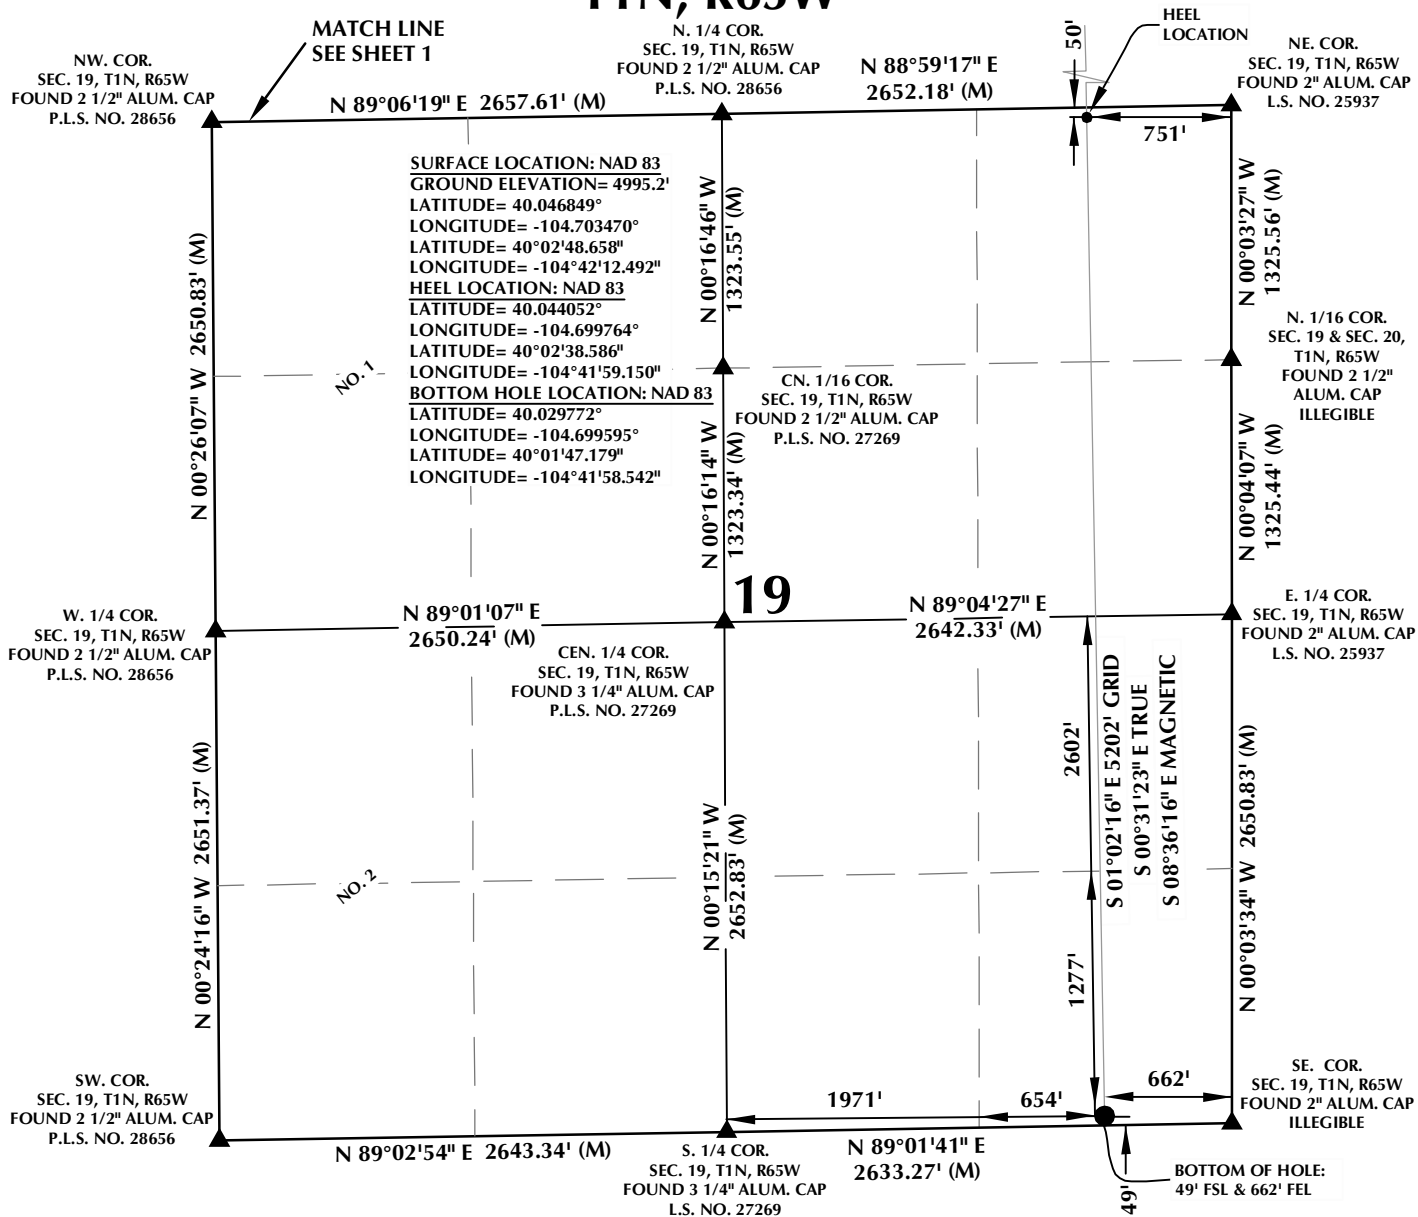 T1N, R65W
MATCH LINE
SEE SHEET 1
NW. COR.
SEC. 19, T1N, R65W
FOUND 2 1/2" ALUM. CAP
P.L.S. NO. 28656
N 89°06'19" E 2657.61' (M)
N. 1/4 COR.
SEC. 19, T1N, R65W
FOUND 2 1/2" ALUM. CAP
P.L.S. NO. 28656
N 88°59'17" E
2652.18' (M)
50'
HEEL
LOCATION
NE. COR.
SEC. 19, T1N, R65W
FOUND 2" ALUM. CAP
L.S. NO. 25937
751'
SURFACE LOCATION: NAD 83
GROUND ELEVATION= 4995.2'
LATITUDE= 40.046849°
LONGITUDE= -104.703470°
LATITUDE= 40°02'48.658"
LONGITUDE= -104°42'12.492"
HEEL LOCATION: NAD 83
LATITUDE= 40.044052°
LONGITUDE= -104.699764°
LATITUDE= 40°02'38.586"
LONGITUDE= -104°41'59.150"
BOTTOM HOLE LOCATION: NAD 83
LATITUDE= 40.029772°
LONGITUDE= -104.699595°
LATITUDE= 40°01'47.179"
LONGITUDE= -104°41'58.542"
N 00°26'07" W 2650.83' (M)
N 00°16'46" W
1323.55' (M)
N 00°03'27" W
1325.56' (M)
N. 1/16 COR.
SEC. 19 & SEC. 20,
T1N, R65W
FOUND 2 1/2"
ALUM. CAP
ILLEGIBLE
NO. 1
CN. 1/16 COR.
SEC. 19, T1N, R65W
FOUND 2 1/2" ALUM. CAP
P.L.S. NO. 27269
N 00°16'14" W
1323.34' (M)
N 00°04'07" W
1325.44' (M)
19
W. 1/4 COR.
SEC. 19, T1N, R65W
FOUND 2 1/2" ALUM. CAP
P.L.S. NO. 28656
N 89°01'07" E
2650.24' (M)
N 89°04'27" E
2642.33' (M)
E. 1/4 COR.
SEC. 19, T1N, R65W
FOUND 2" ALUM. CAP
L.S. NO. 25937
CEN. 1/4 COR.
SEC. 19, T1N, R65W
FOUND 3 1/4" ALUM. CAP
P.L.S. NO. 27269
2602'
S 01°02'16" E 5202' GRID
S 00°31'23" E TRUE
S 08°36'16" E MAGNETIC
N 00°24'16" W 2651.37' (M)
NO. 2
N 00°15'21" W
2652.83' (M)
1277'
N 00°03'34" W 2650.83' (M)
SW. COR.
SEC. 19, T1N, R65W
FOUND 2 1/2" ALUM. CAP
P.L.S. NO. 28656
1971'
654'
662'
SE. COR.
SEC. 19, T1N, R65W
FOUND 2" ALUM. CAP
ILLEGIBLE
N 89°02'54" E 2643.34' (M)
S. 1/4 COR.
SEC. 19, T1N, R65W
FOUND 3 1/4" ALUM. CAP
L.S. NO. 27269
N 89°01'41" E
2633.27' (M)
49'
BOTTOM OF HOLE:
49' FSL & 662' FEL